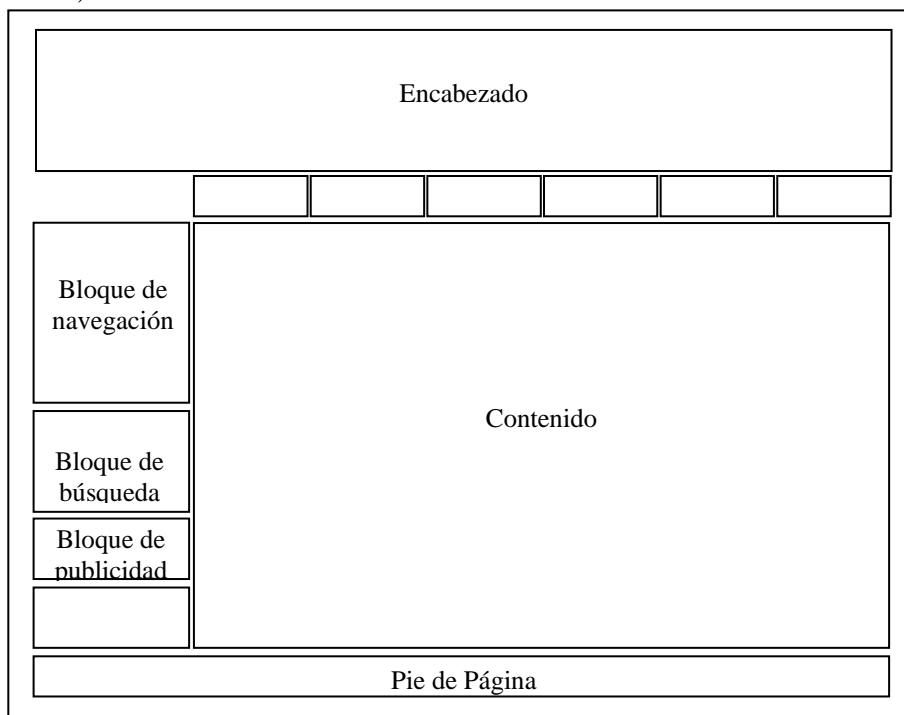 Encabezado
Bloque de
navegación
Contenido
Bloque de
búsqueda
Bloque de
publicidad
Pie de Página